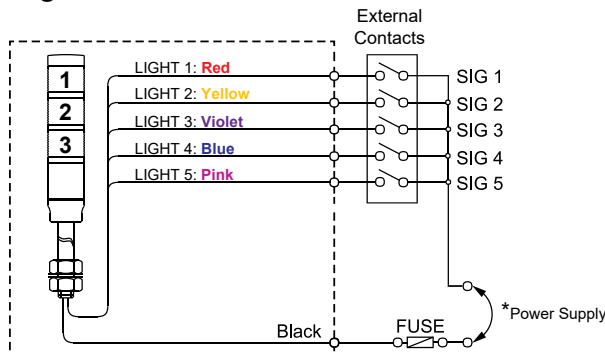 External
Contacts
1
2
3
LIGHT 1: Red
LIGHT 2: Yellow
LIGHT 3: Violet
LIGHT 4: Blue
LIGHT 5: Pink
SIG 1
SIG 2
SIG 3
SIG 4
SIG 5
*Power Supply
Black
FUSE